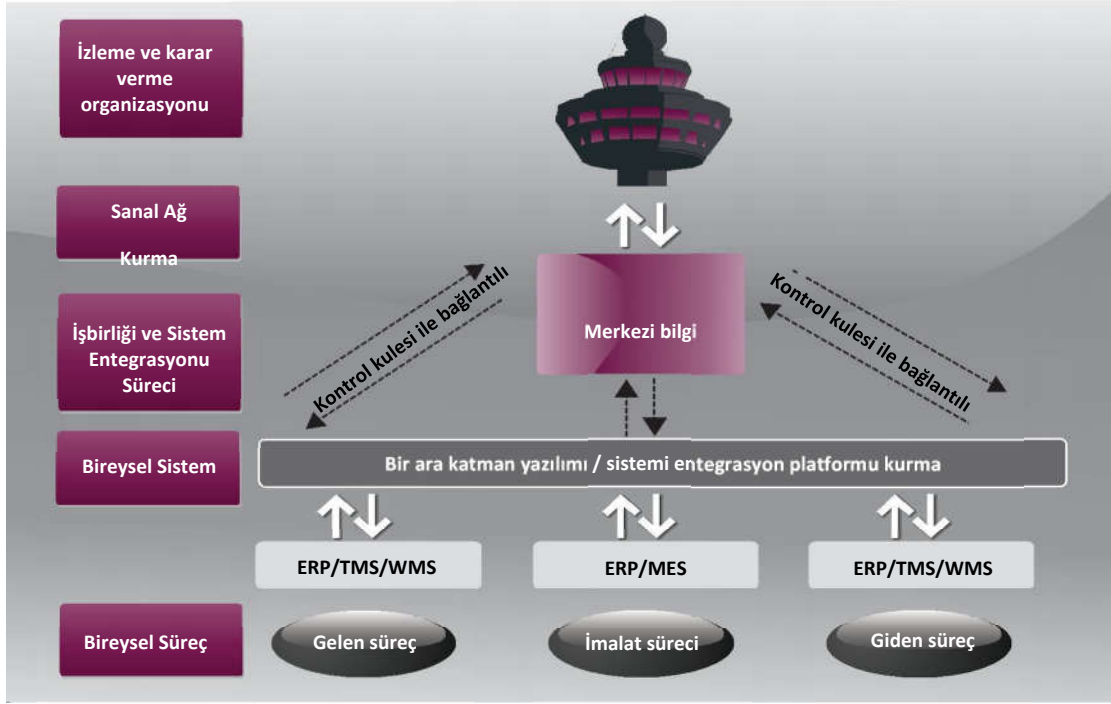 İzleme ve karar
verme
organizasyonu
Sanal Ağ
Kurma
İşbirliği ve Sistem
Entegrasyonu
Süreci
Bireysel Sistem
Bireysel Süreç
Kontrol kulesi ile bağlantılı
Merkezi bilgi
Kontrol kulesi ile bağlantılı
Bir ara katman yazılımı / sistemi entegrasyon platformu kurma
ERP/TMS/WMS
ERP/MES
ERP/TMS/WMS
Gelen süreç
İmalat süreci
Giden süreç